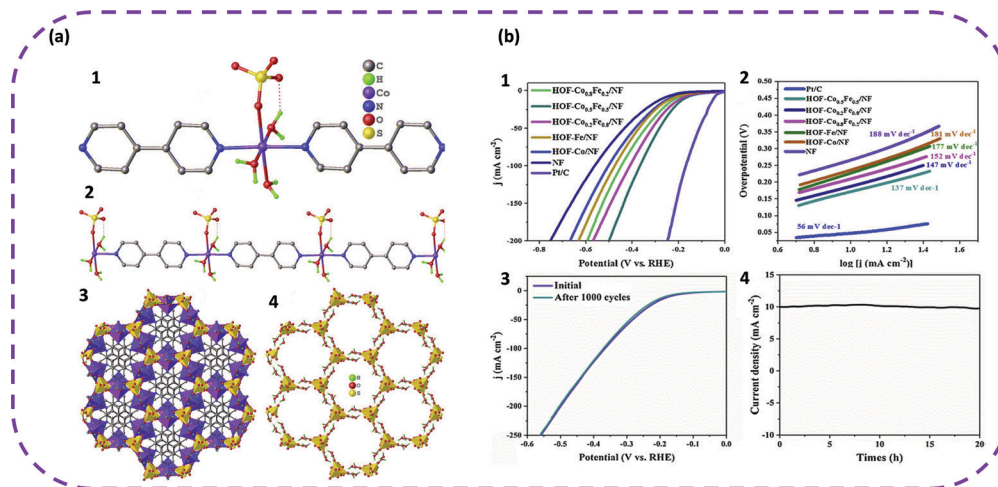 (a)
1
C
H
Co
N
O
S
2
3
4
H
O
S
(b)
1
HOF-Co₀.₈Fe₀.₂/NF
HOF-Co₀.₅Fe₀.₅/NF
HOF-Co₀.₂Fe₀.₈/NF
HOF-Fe/NF
HOF-Co/NF
NF
Pt/C
j (mA cm⁻²)
0
-50
-100
-150
-200
-0.8
-0.6
-0.4
-0.2
0.0
Potential (V vs. RHE)
2
Pt/C
HOF-Co₀.₅Fe₀.₅/NF
HOF-Co₀.₂Fe₀.₈/NF
HOF-Co₀.₈Fe₀.₂/NF
HOF-Fe/NF
HOF-Co/NF
NF
188 mV dec⁻¹
181 mV dec⁻¹
177 mV dec⁻¹
152 mV dec⁻¹
147 mV dec⁻¹
137 mV dec-1
56 mV dec-1
Overpotential (V)
0.50
0.45
0.40
0.35
0.30
0.25
0.20
0.15
0.10
0.05
1.0
1.5
log [j (mA cm⁻²)]
3
Initial
After 1000 cycles
j (mA cm⁻²)
0
-50
-100
-150
-200
-250
-0.6
-0.5
-0.4
-0.3
-0.2
-0.1
0.0
Potential (V vs. RHE)
4
Current density (mA cm⁻²)
15
10
5
0
-5
-10
0
5
10
15
20
Times (h)